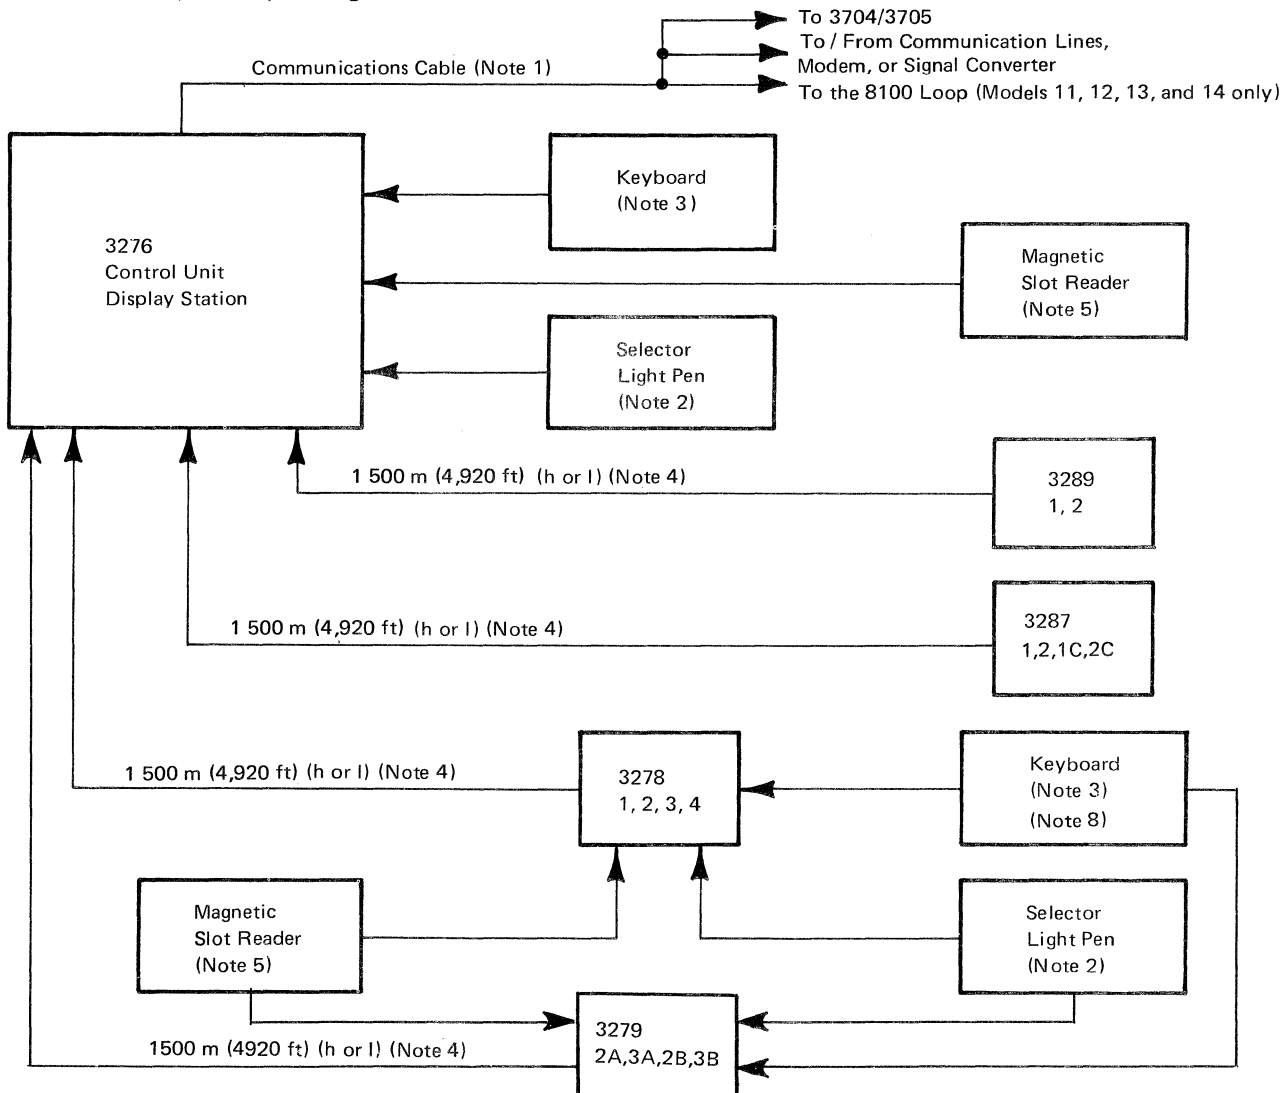 To 3704/3705
To / From Communication Lines,
Modem, or Signal Converter
To the 8100 Loop (Models 11, 12, 13, and 14 only)
Communications Cable (Note 1)
3276
Control Unit
Display Station
Keyboard
(Note 3)
Magnetic
Slot Reader
(Note 5)
Selector
Light Pen
(Note 2)
1 500 m (4,920 ft) (h or l) (Note 4)
3289
1, 2
1 500 m (4,920 ft) (h or l) (Note 4)
3287
1,2,1C,2C
1 500 m (4,920 ft) (h or l) (Note 4)
3278
1, 2, 3, 4
Keyboard
(Note 3)
(Note 8)
Magnetic
Slot Reader
(Note 5)
Selector
Light Pen
(Note 2)
1500 m (4920 ft) (h or l) (Note 4)
3279
2A,3A,2B,3B